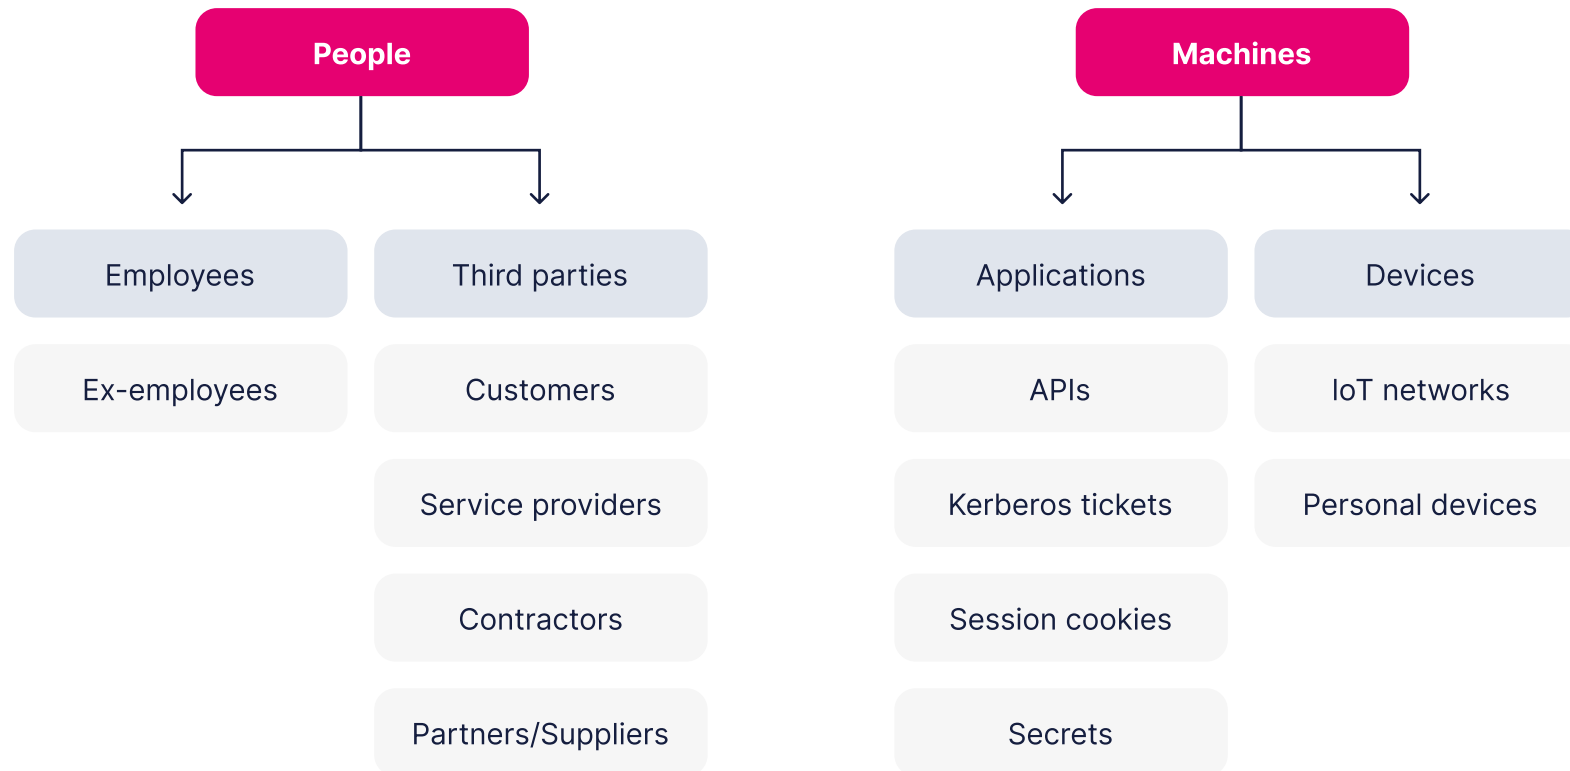 People
Employees
Third parties
Ex-employees
Customers
Service providers
Contractors
Partners/Suppliers
Machines
Applications
Devices
APIs
IoT networks
Kerberos tickets
Personal devices
Session cookies
Secrets